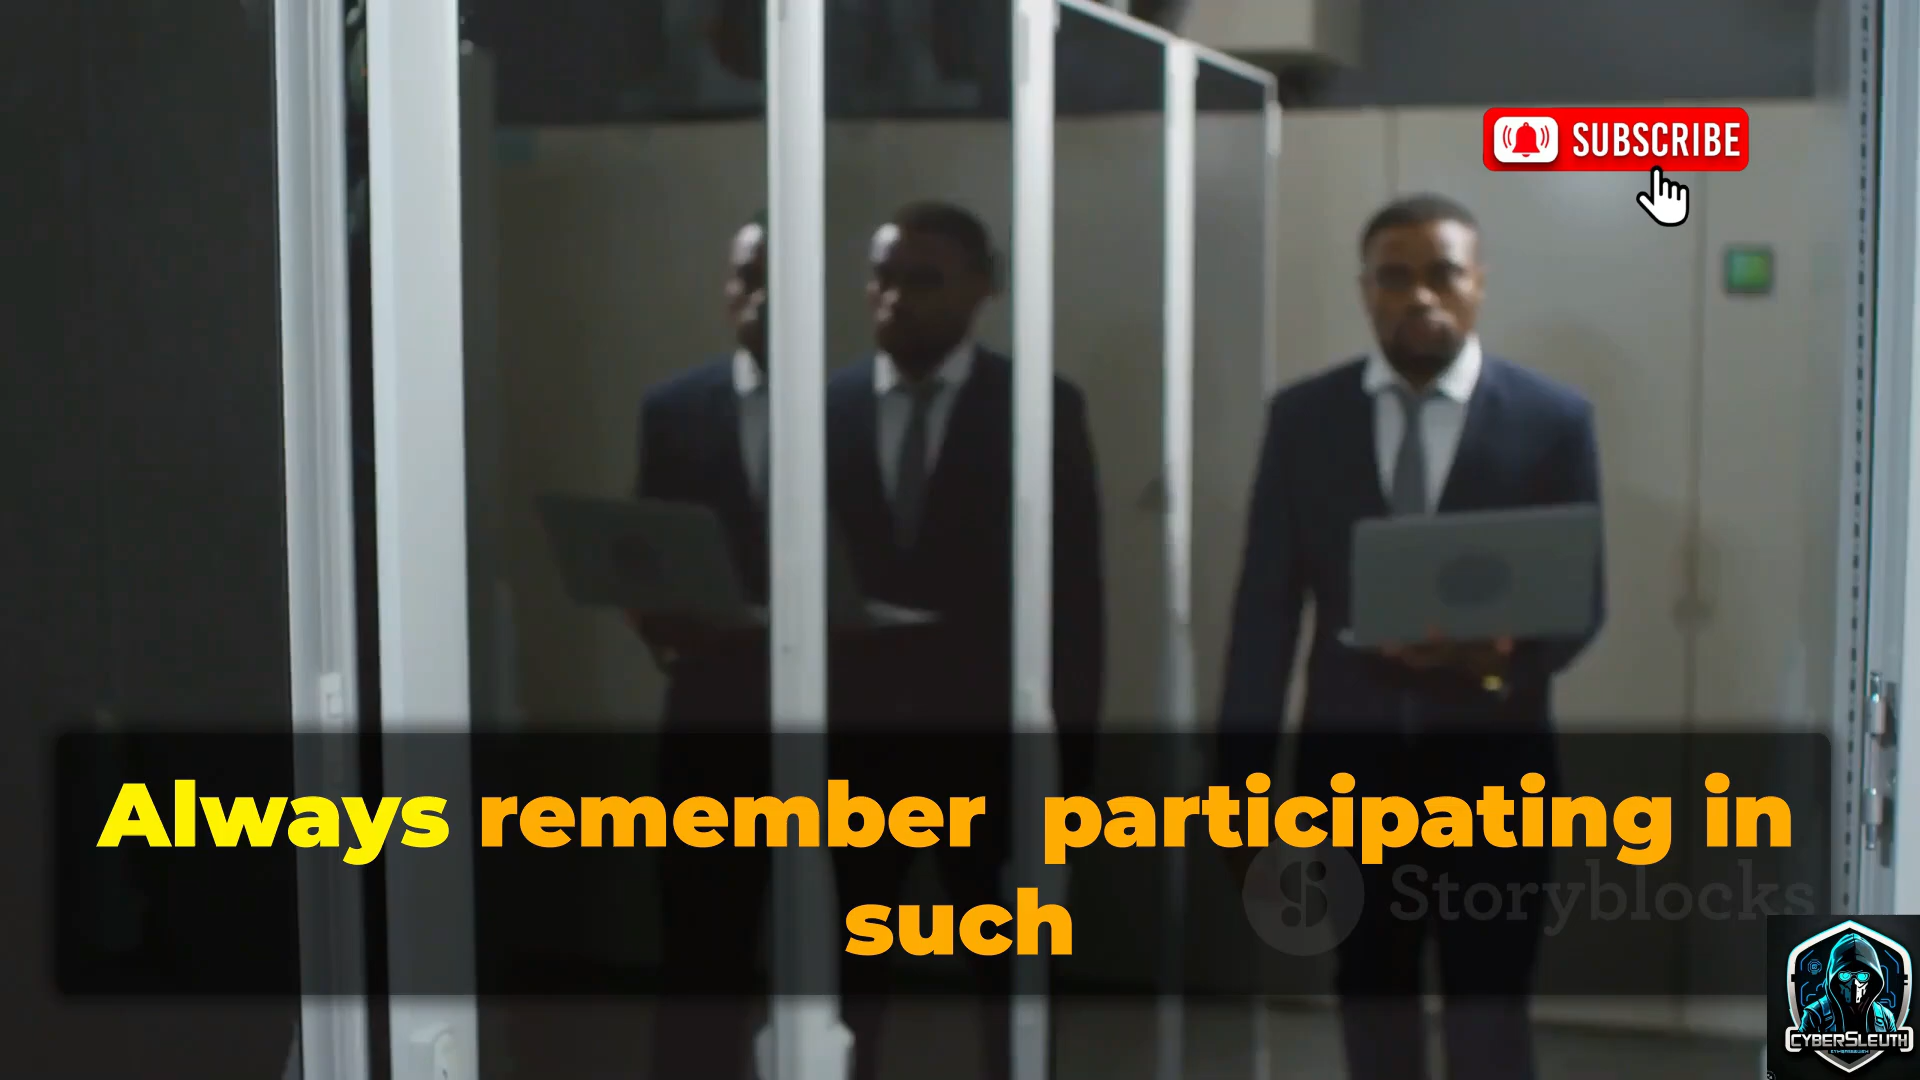 SUBSCRIBE
Always remember participating in
such
Storyblocks
CYBERSLEUTH